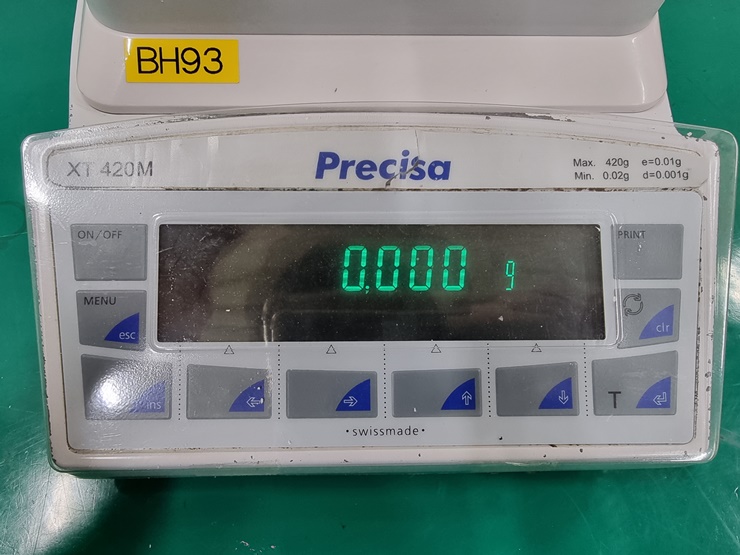 BH93
XT 420M
Precisa
Max. 420g e=0.01g
Min. 0.02g d=0.001g
ON/OFF
0.000 g
PRINT
MENU
esc
clr
ins
T
•swissmade•